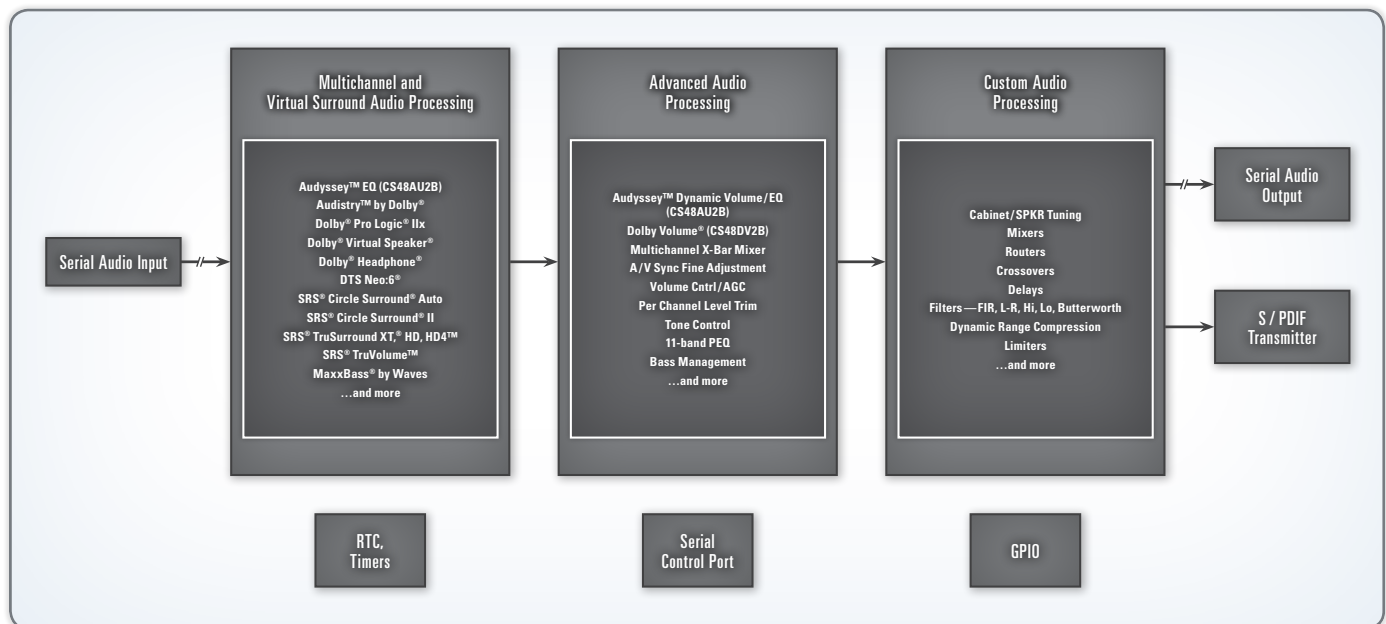 Multichannel and
Virtual Surround Audio Processing
Audyssey™ EQ (CS48AU2B)
Audistry™ by Dolby®
Dolby® Pro Logic® IIx
Dolby® Virtual Speaker®
Dolby® Headphone®
DTS Neo:6®
SRS® Circle Surround® Auto
SRS® Circle Surround® II
SRS® TruSurround XT,® HD, HD4™
SRS® TruVolume™
MaxxBass® by Waves
...and more
Advanced Audio
Processing
Audyssey™ Dynamic Volume/EQ
(CS48AU2B)
Dolby Volume® (CS48DV2B)
Multichannel X-Bar Mixer
A/V Sync Fine Adjustment
Volume Cntrl/AGC
Per Channel Level Trim
Tone Control
11-band PEQ
Bass Management
...and more
Custom Audio
Processing
Cabinet/SPKR Tuning
Mixers
Routers
Crossovers
Delays
Filters—FIR, L-R, Hi, Lo, Butterworth
Dynamic Range Compression
Limiters
...and more
Serial Audio Input
Serial Audio
Output
S / PDIF
Transmitter
RTC,
Timers
Serial
Control Port
GPIO